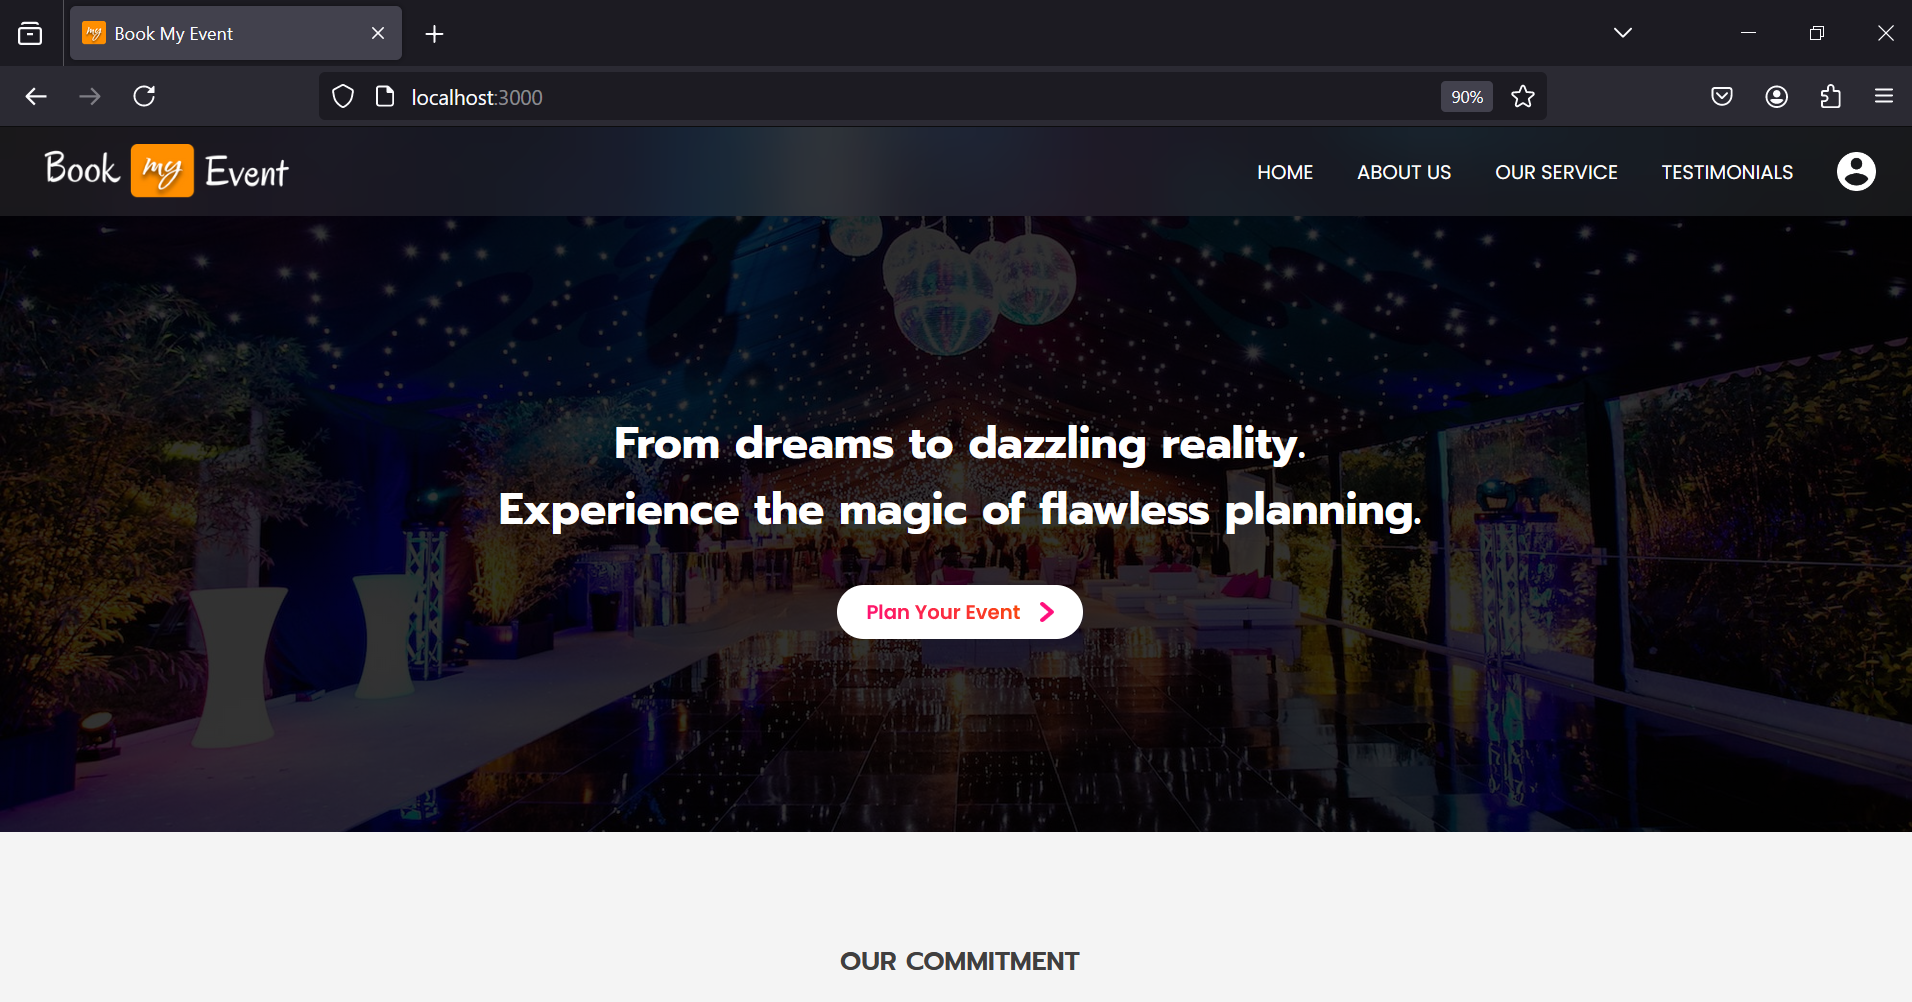 my Book My Event
localhost:3000
90%
Book my Event
HOME ABOUT US OUR SERVICE TESTIMONIALS
From dreams to dazzling reality.
Experience the magic of flawless planning.
Plan Your Event
OUR COMMITMENT